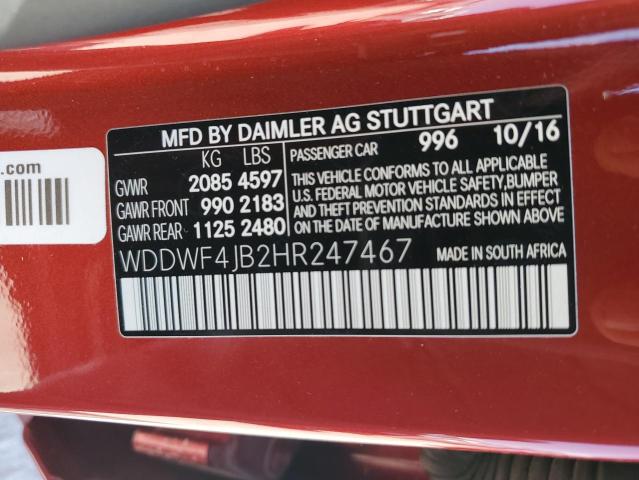 MFD BY DAIMLER AG STUTTGART
KG LBS
GVWR 2085 4597
GAWR FRONT 990 2183
GAWR REAR 1125 2480
PASSENGER CAR 996 10/16
THIS VEHICLE CONFORMS TO ALL APPLICABLE
U.S. FEDERAL MOTOR VEHICLE SAFETY, BUMPER
AND THEFT PREVENTION STANDARDS IN EFFECT
ON THE DATE OF MANUFACTURE SHOWN ABOVE.
WDDWF4JB2HR247467
MADE IN SOUTH AFRICA
.com